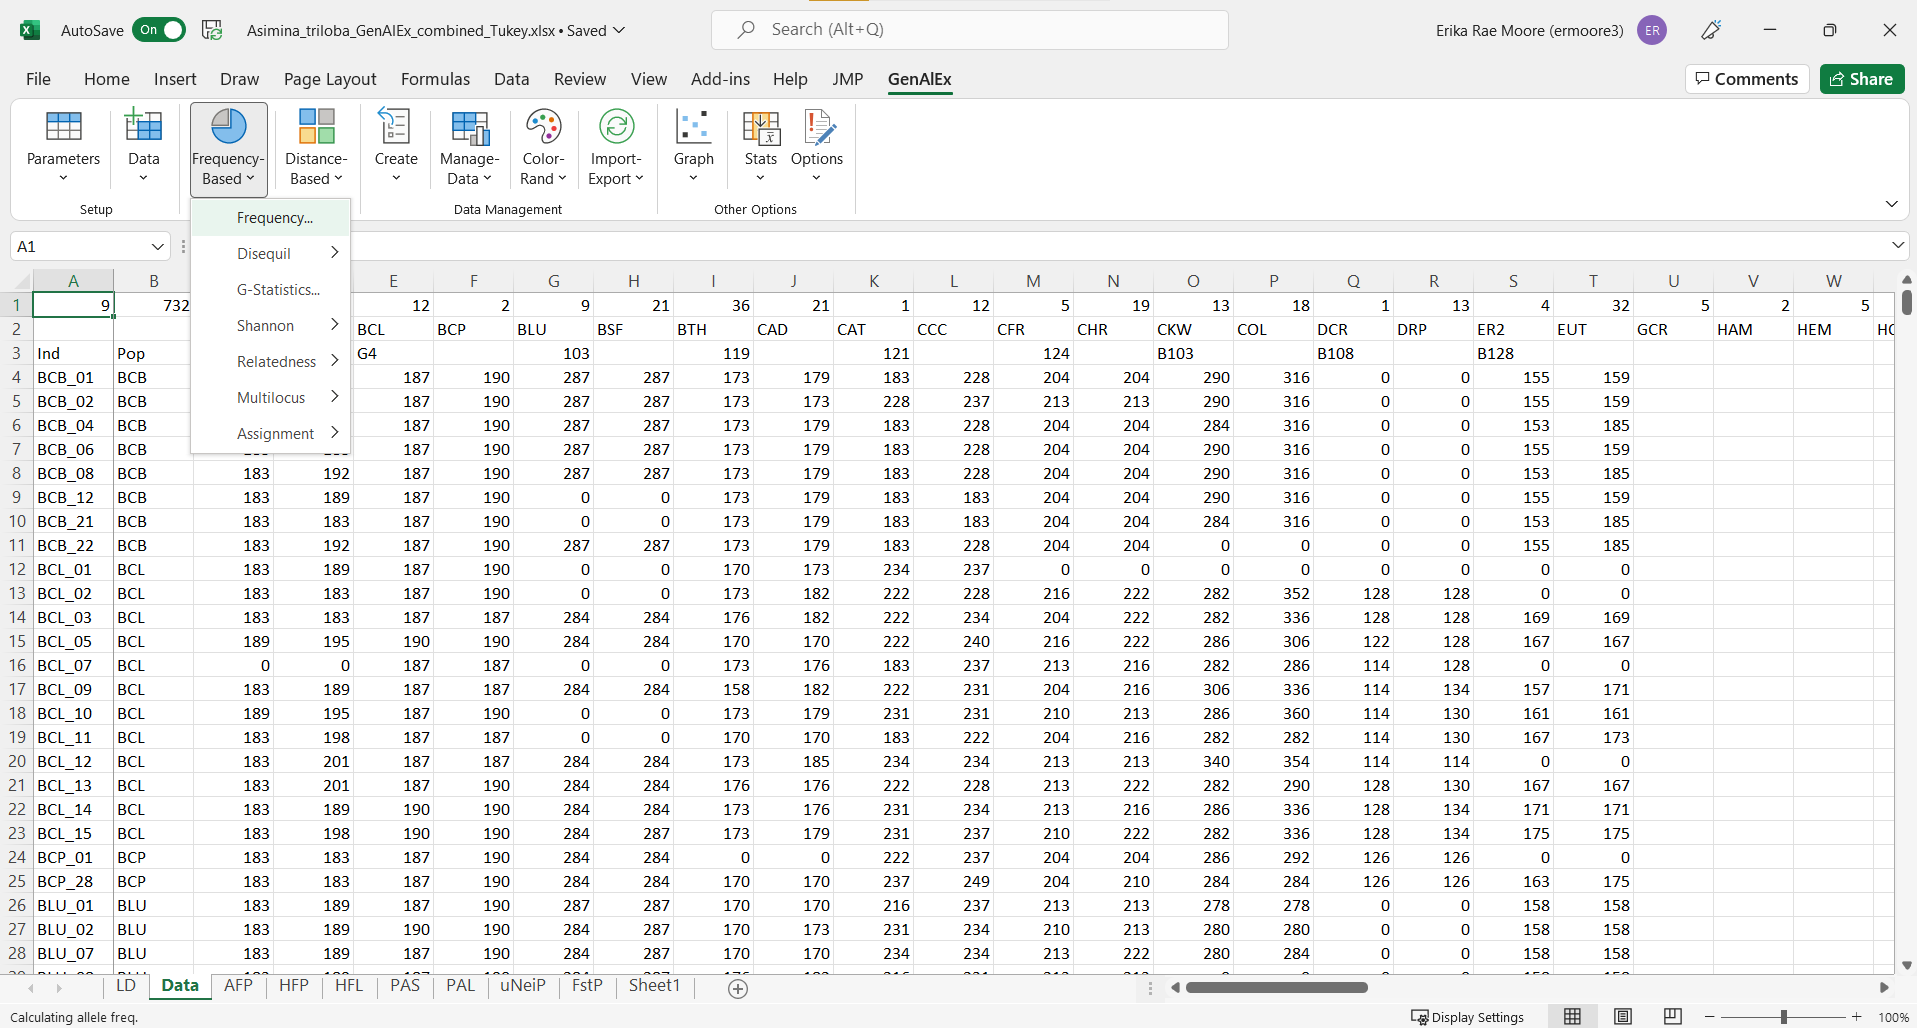 AutoSave On Asimina_triloba_GenAlEx_combined_Tukey.xlsx • Saved Search (Alt+Q) Erika Rae Moore (ermoore3) ER
File Home Insert Draw Page Layout Formulas Data Review View Add-ins Help JMP GenAlEx Comments Share
Parameters Data Frequency-Based Distance-Based Create Manage-Data Color-Rand Import-Export Graph Stats Options
Setup Data Management Other Options
Frequency...
Disequil
G-Statistics...
Shannon
Relatedness
Multilocus
Assignment
A1
A B E F G H I J K L M N O P Q R S T U V W
1 9 732 12 2 9 21 36 21 1 12 5 19 13 18 1 13 4 32 5 2 5
2 BCL BCP BLU BSF BTH CAD CAT CCC CFR CHR CKW COL DCR DRP ER2 EUT GCR HAM HEM
3 Ind Pop G4 103 119 121 124 B103 B108 B128
4 BCB_01 BCB 187 190 287 287 173 179 183 228 204 204 290 316 0 0 155 159
5 BCB_02 BCB 187 190 287 287 173 173 228 237 213 213 290 316 0 0 155 159
6 BCB_04 BCB 187 190 287 287 173 179 183 228 204 204 284 316 0 0 153 185
7 BCB_06 BCB 187 190 287 287 173 179 183 228 204 204 290 316 0 0 155 159
8 BCB_08 BCB 183 192 187 190 287 287 173 179 183 228 204 204 290 316 0 0 153 185
9 BCB_12 BCB 183 189 187 190 0 0 173 179 183 183 204 204 290 316 0 0 155 159
10 BCB_21 BCB 183 183 187 190 0 0 173 179 183 183 204 204 284 316 0 0 153 185
11 BCB_22 BCB 183 192 187 190 287 287 173 179 183 228 204 204 0 0 0 0 155 185
12 BCL_01 BCL 183 189 187 190 0 0 170 173 234 237 0 0 0 0 0 0 0 0
13 BCL_02 BCL 183 183 187 190 0 0 173 182 222 228 216 222 282 352 128 128 0 0
14 BCL_03 BCL 183 183 187 187 284 284 176 182 222 234 204 222 282 336 128 128 169 169
15 BCL_05 BCL 189 195 190 190 284 284 170 170 222 240 216 222 286 306 122 128 167 167
16 BCL_07 BCL 0 0 187 187 0 0 173 176 183 237 213 216 282 286 114 128 0 0
17 BCL_09 BCL 183 189 187 187 284 284 158 182 222 231 204 216 306 336 114 134 157 171
18 BCL_10 BCL 189 195 187 190 0 0 173 179 231 231 210 213 286 360 114 130 161 161
19 BCL_11 BCL 183 198 187 187 0 0 170 170 183 222 204 216 282 282 114 130 167 173
20 BCL_12 BCL 183 201 187 187 284 284 173 185 234 234 213 213 340 354 114 114 0 0
21 BCL_13 BCL 183 201 187 190 284 284 176 176 222 228 213 222 282 290 128 130 167 167
22 BCL_14 BCL 183 189 190 190 284 284 173 176 231 234 213 216 286 336 128 134 171 171
23 BCL_15 BCL 183 198 190 190 284 287 173 179 231 237 210 222 282 336 128 134 175 175
24 BCP_01 BCP 183 183 187 190 284 284 0 0 222 237 204 204 286 292 126 126 0 0
25 BCP_28 BCP 183 183 187 190 284 284 170 170 237 249 204 210 284 284 126 126 163 175
26 BLU_01 BLU 183 189 187 190 287 287 170 170 216 237 213 213 278 278 0 0 158 158
27 BLU_02 BLU 183 189 190 190 284 287 170 173 231 234 210 213 280 280 0 0 158 158
28 BLU_07 BLU 183 189 187 190 284 287 170 170 234 234 213 222 280 284 0 0 158 158
LD Data AFP HFP HFL PAS PAL uNeiP FstP Sheet1
Calculating allele freq. Display Settings 100%